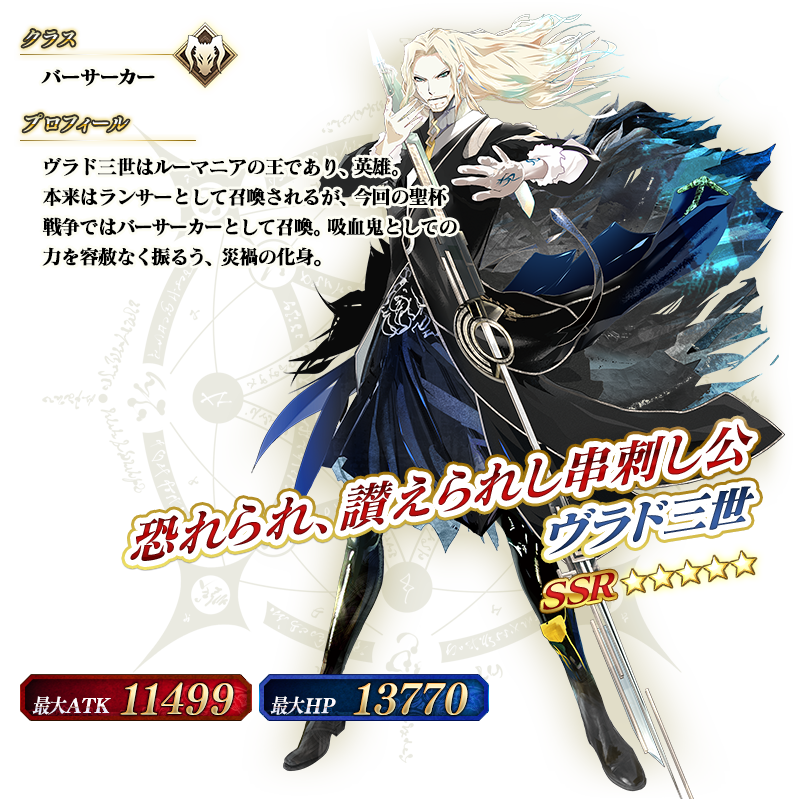 クラス
バーサーカー
プロフィール
ヴラド三世はルーマニアの王であり、英雄。
本来はランサーとして召喚されるが、今回の聖杯
戦争ではバーサーカーとして召喚。吸血鬼としての
力を容赦なく振るう、災禍の化身。
恐れられ、讃えられし串刺し公
ヴラド三世
SSR
最大ATK 11499
最大HP 13770